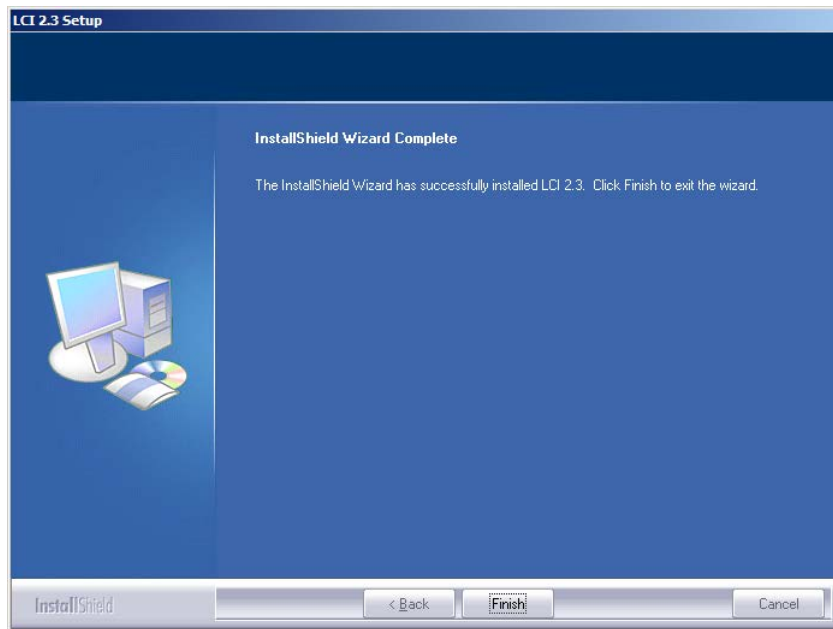 LCI 2.3 Setup
InstallShield Wizard Complete
The InstallShield Wizard has successfully installed LCI 2.3. Click Finish to exit the wizard.
InstallShield
< Back
Finish
Cancel